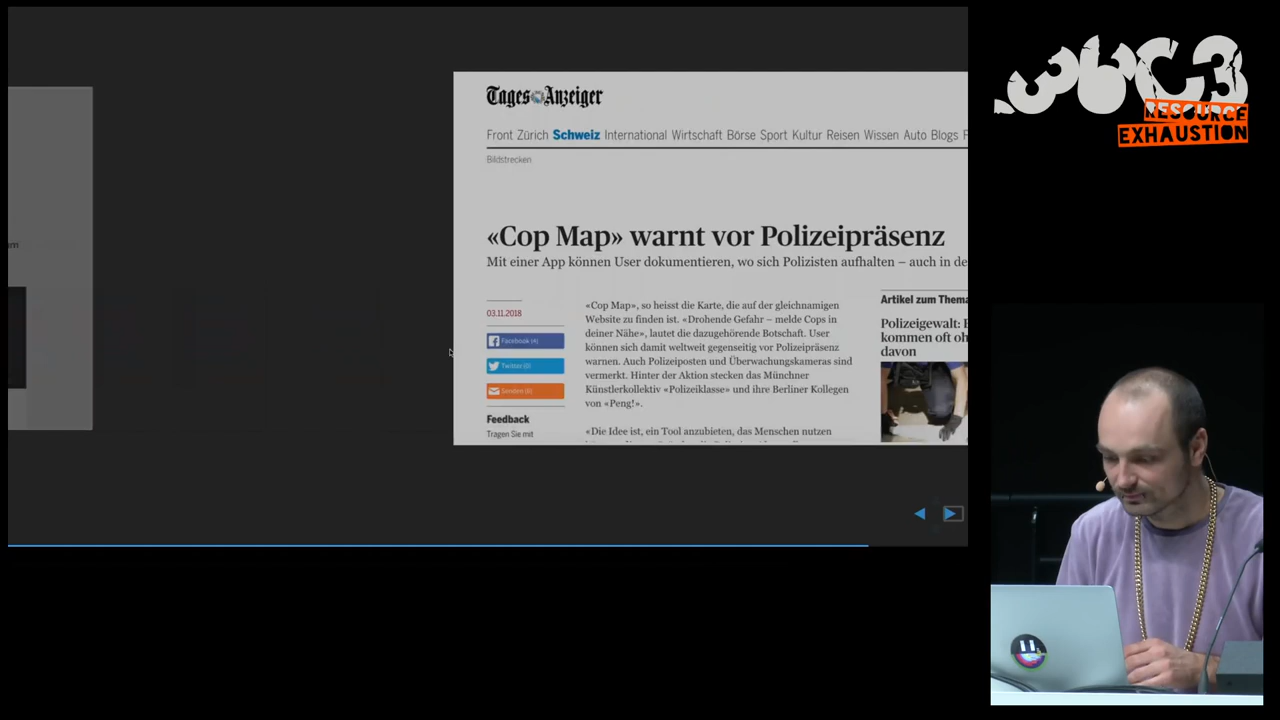 36C3
RESOURCE
EXHAUSTION
Tages Anzeiger
Front Zürich Schweiz International Wirtschaft Börse Sport Kultur Reisen Wissen Auto Blogs
Bildstrecken
«Cop Map» warnt vor Polizeipräsenz
Mit einer App können User dokumentieren, wo sich Polizisten aufhalten – auch in de
03.11.2018
Facebook (4)
Twitter (0)
Senden (6)
Feedback
Tragen Sie mit
«Cop Map», so heisst die Karte, die auf der gleichnamigen
Website zu finden ist. «Drohende Gefahr – melde Cops in
deiner Nähe», lautet die dazugehörende Botschaft. User
können sich damit weltweit gegenseitig vor Polizeipräsenz
warnen. Auch Polizeiposten und Überwachungskameras sind
vermerkt. Hinter der Aktion stecken das Münchner
Künstlerkollektiv «Polizeiklasse» und ihre Berliner Kollegen
von «Peng!».
«Die Idee ist, ein Tool anzubieten, das Menschen nutzen
Artikel zum Thema
Polizeigewalt:
kommen oft oh
davon